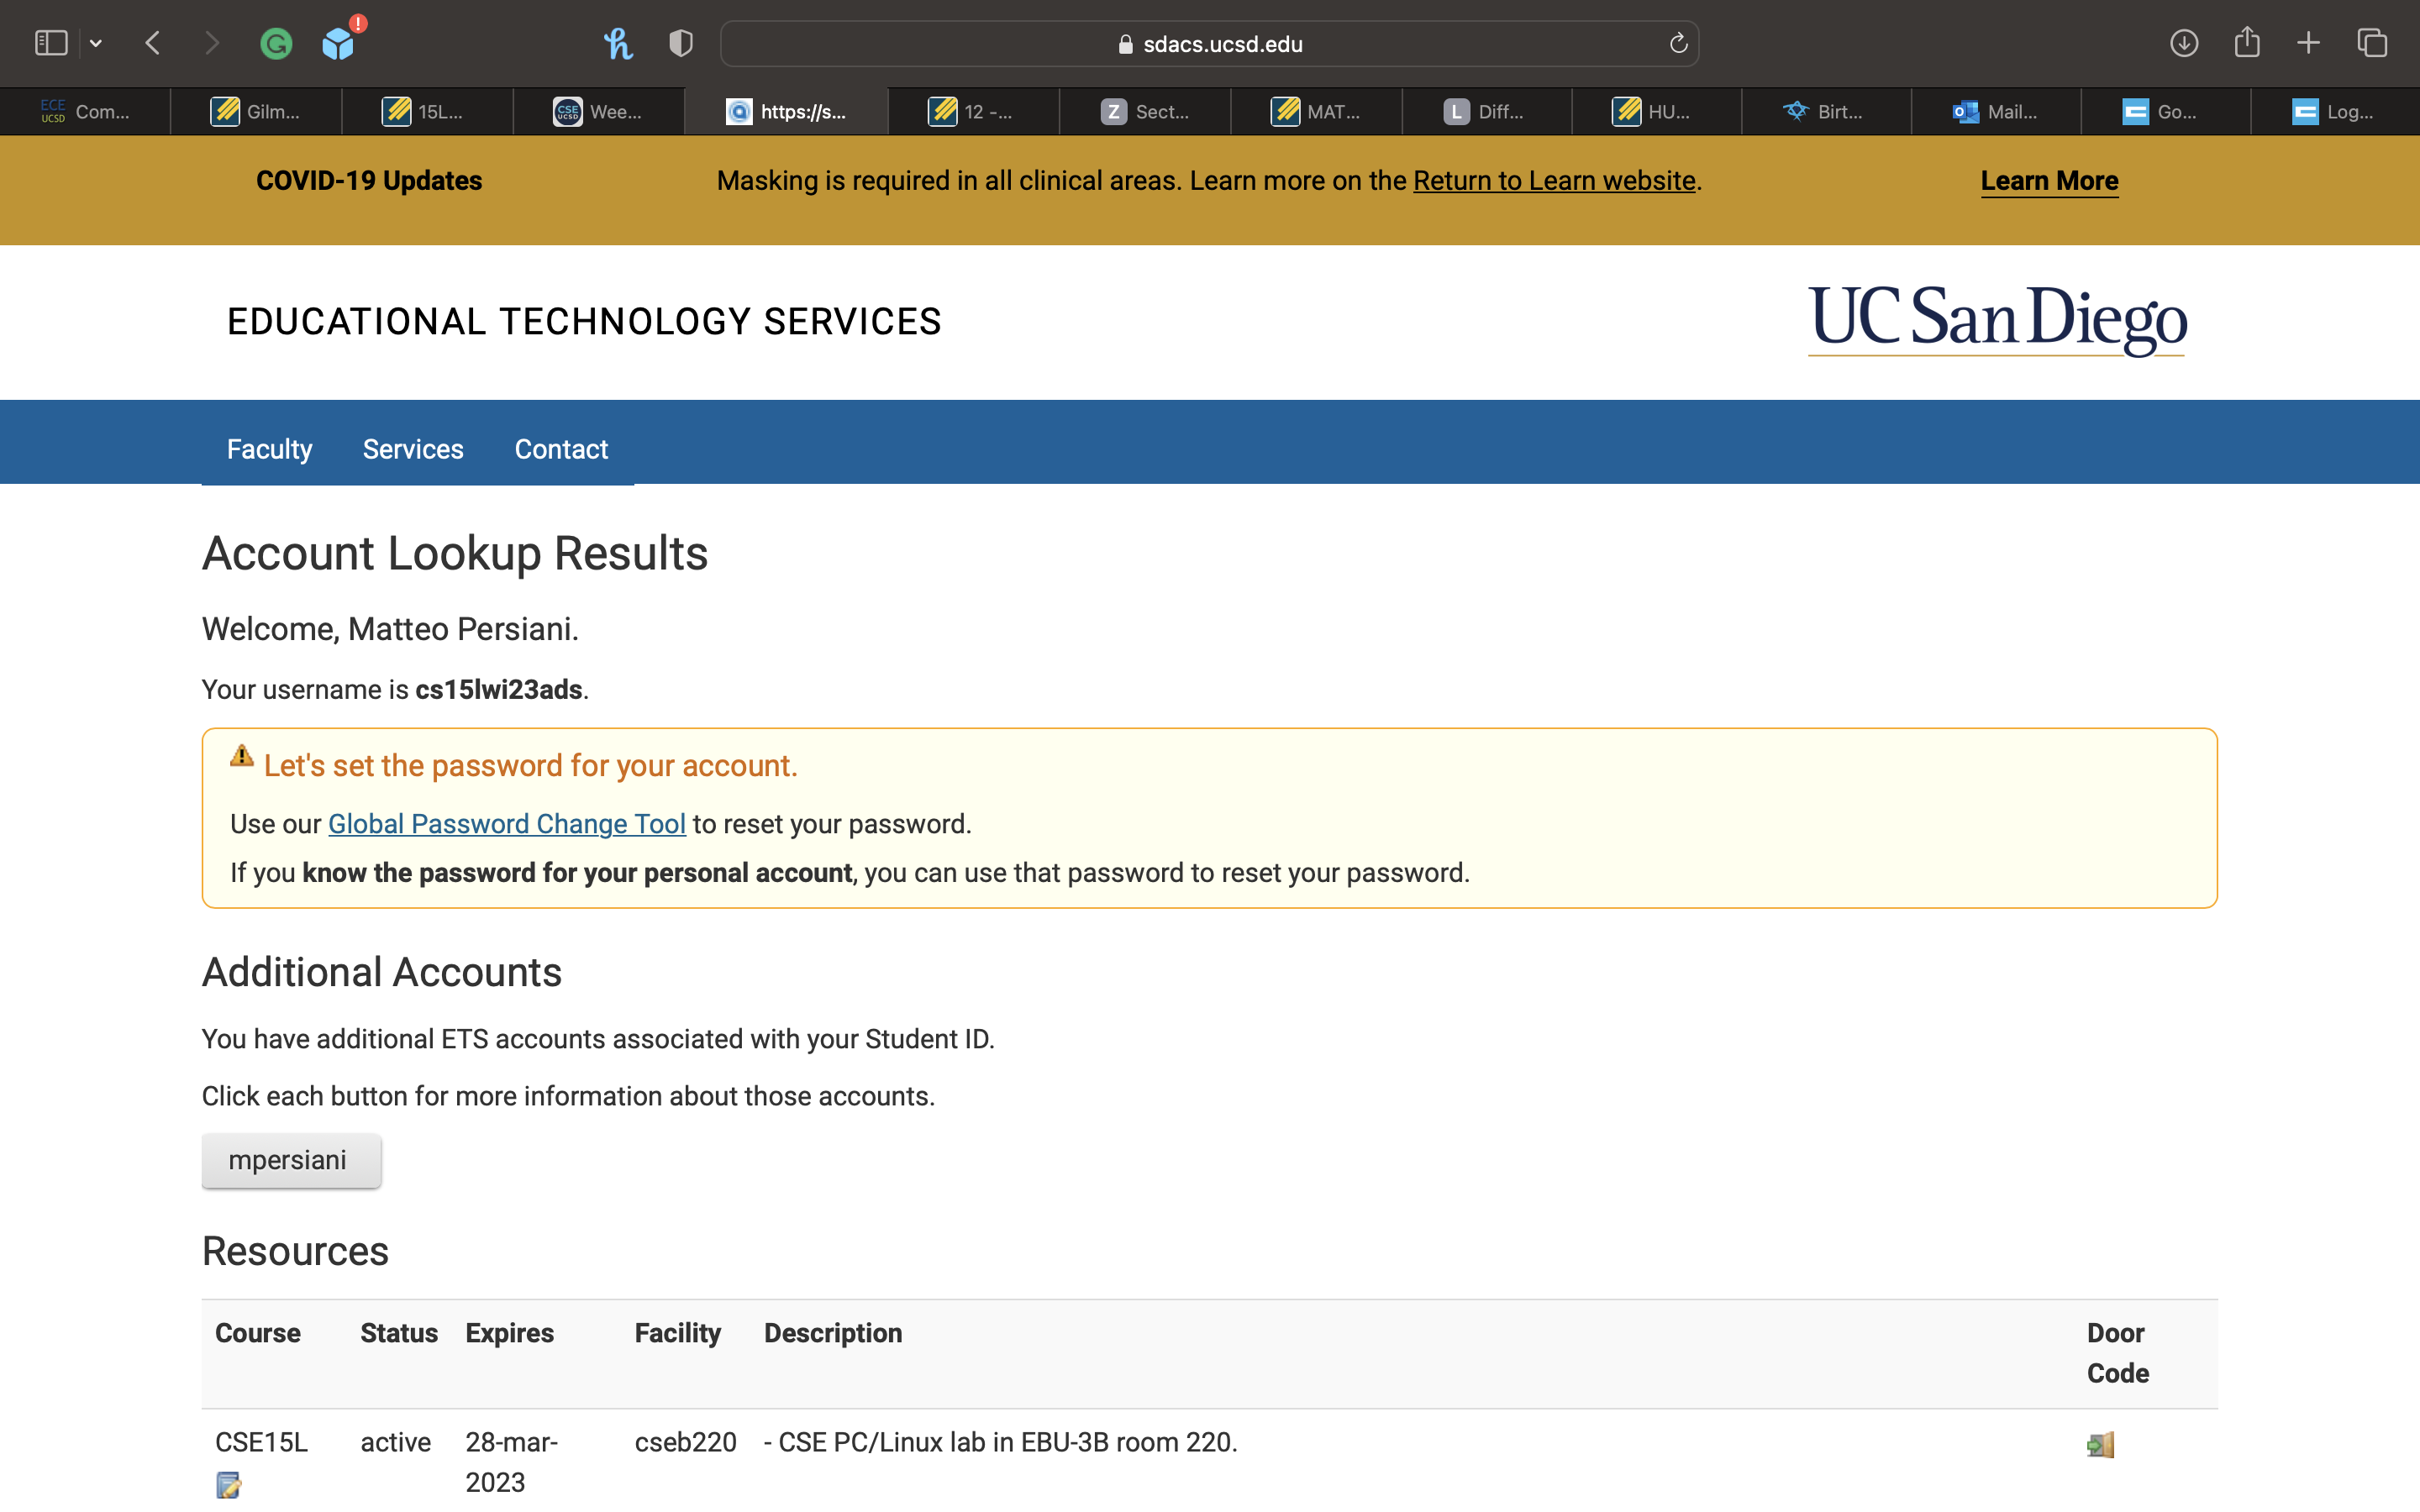 sdacs.ucsd.edu
ECE UCSD Com... Gilm... 15L... CSE UCSD Wee... https://s... 12 -... Z Sect... MAT... L Diff... HU... Birt... Mail... Go... Log...
COVID-19 Updates Masking is required in all clinical areas. Learn more on the Return to Learn website. Learn More
EDUCATIONAL TECHNOLOGY SERVICES UC San Diego
Faculty Services Contact
Account Lookup Results
Welcome, Matteo Persiani.
Your username is cs15lwi23ads.
Let's set the password for your account.
Use our Global Password Change Tool to reset your password.
If you know the password for your personal account, you can use that password to reset your password.
Additional Accounts
You have additional ETS accounts associated with your Student ID.
Click each button for more information about those accounts.
mpersiani
Resources
Course Status Expires Facility Description Door
Code
CSE15L active 28-mar- cseb220 - CSE PC/Linux lab in EBU-3B room 220.
2023